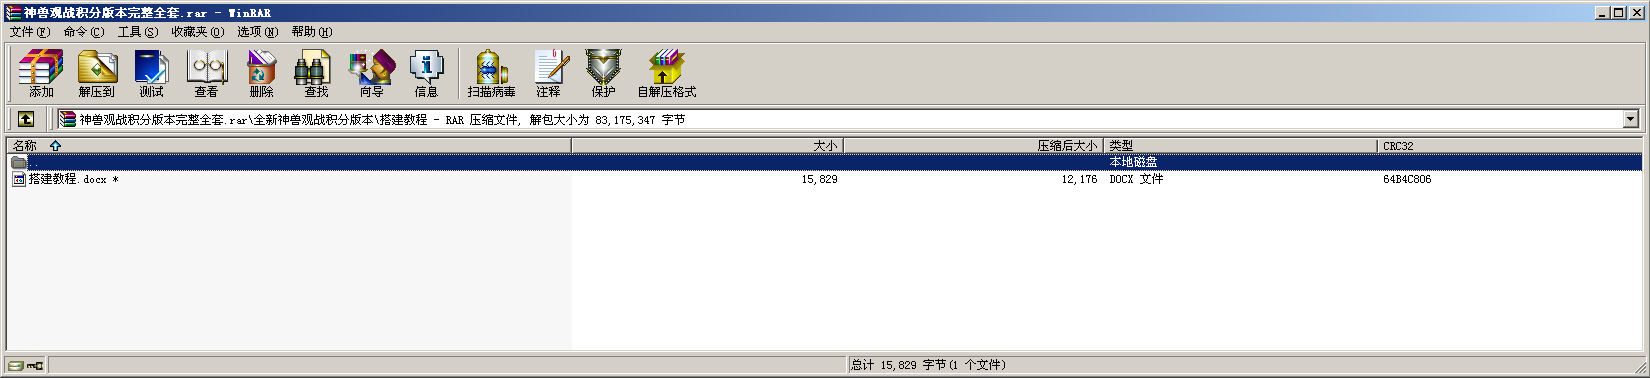 神兽观战积分版本完整全套.rar - WinRAR
文件(F) 命令(C) 工具(S) 收藏夹(O) 选项(N) 帮助(H)
添加 解压到 测试 查看 删除 查找 向导 信息 扫描病毒 注释 保护 自解压格式
神兽观战积分版本完整全套.rar\全新神兽观战积分版本\搭建教程 - RAR 压缩文件, 解包大小为 83,175,347 字节
名称 大小 压缩后大小 类型 CRC32
.. 本地磁盘
搭建教程.docx * 15,829 12,176 DOCX 文件 64B4C806
总计 15,829 字节(1 个文件)